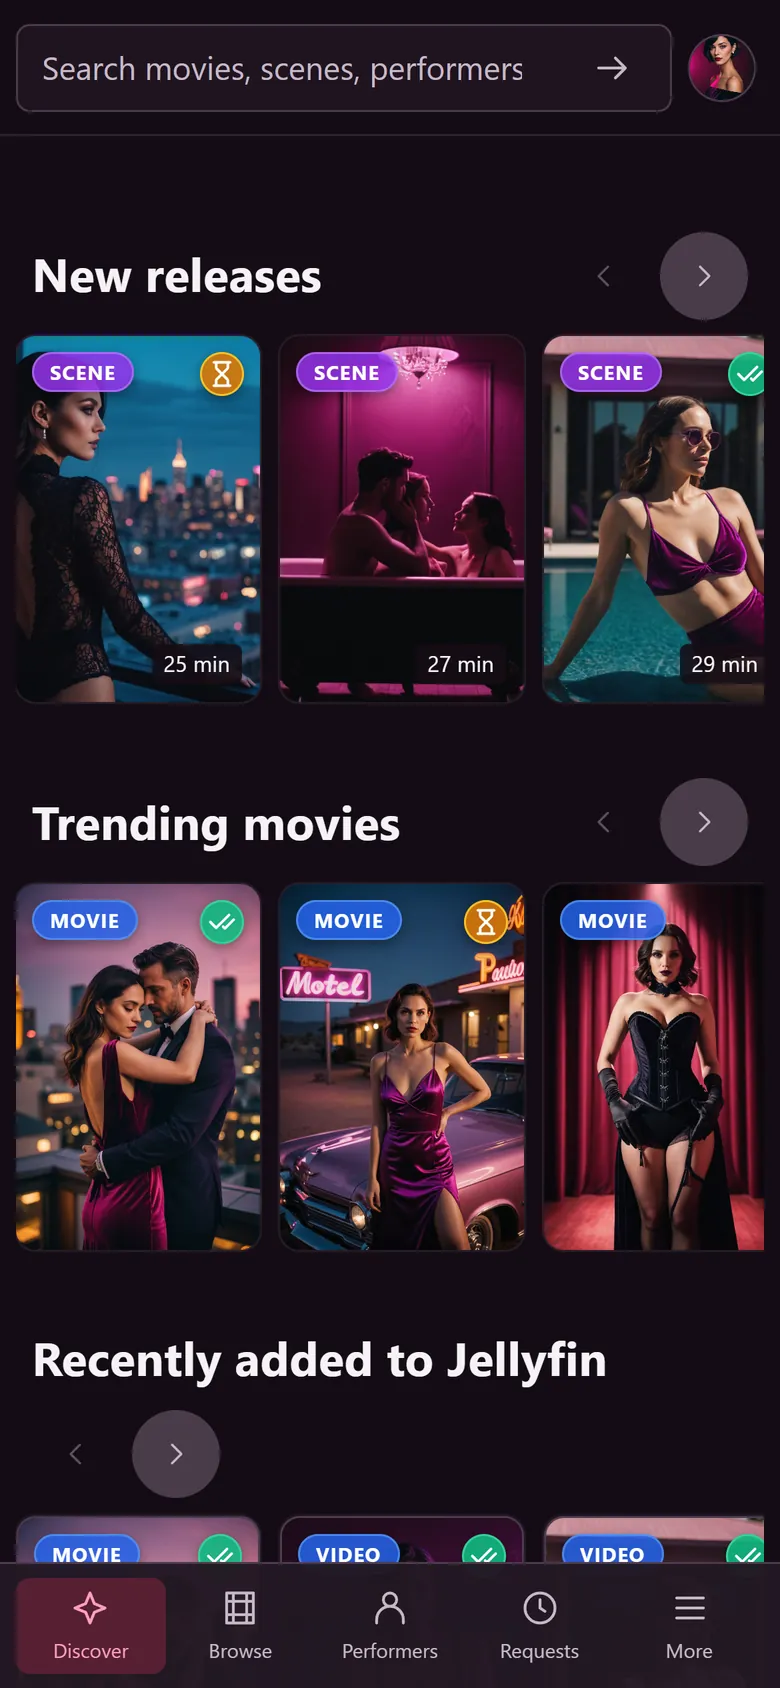 Search movies, scenes, performers
New releases
SCENE
SCENE
SCENE
25 min
27 min
29 min
Trending movies
MOVIE
MOVIE
MOVIE
Motel
Recently added to Jellyfin
MOVIE
VIDEO
VIDEO
Discover
Browse
Performers
Requests
More